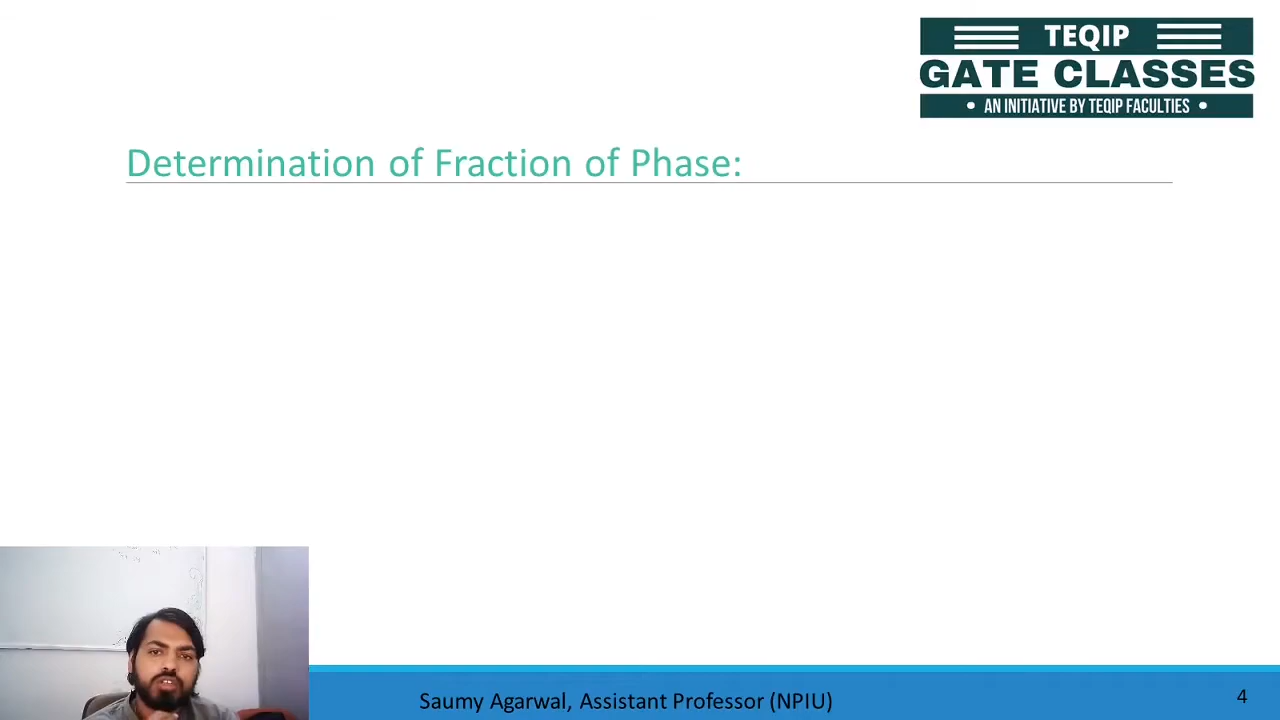 TEQIP
GATE CLASSES
• AN INITIATIVE BY TEQIP FACULTIES •
Determination of Fraction of Phase:
Saumy Agarwal, Assistant Professor (NPIU)
4